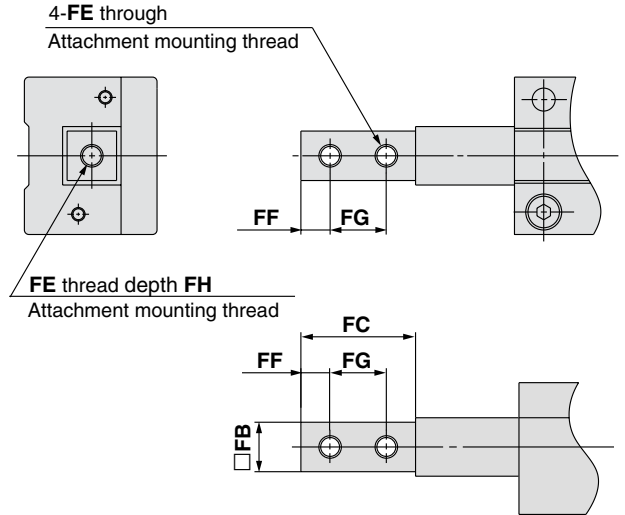 4-FE through
Attachment mounting thread
FF
FG
FE thread depth FH
Attachment mounting thread
FC
FF
FG
□FB